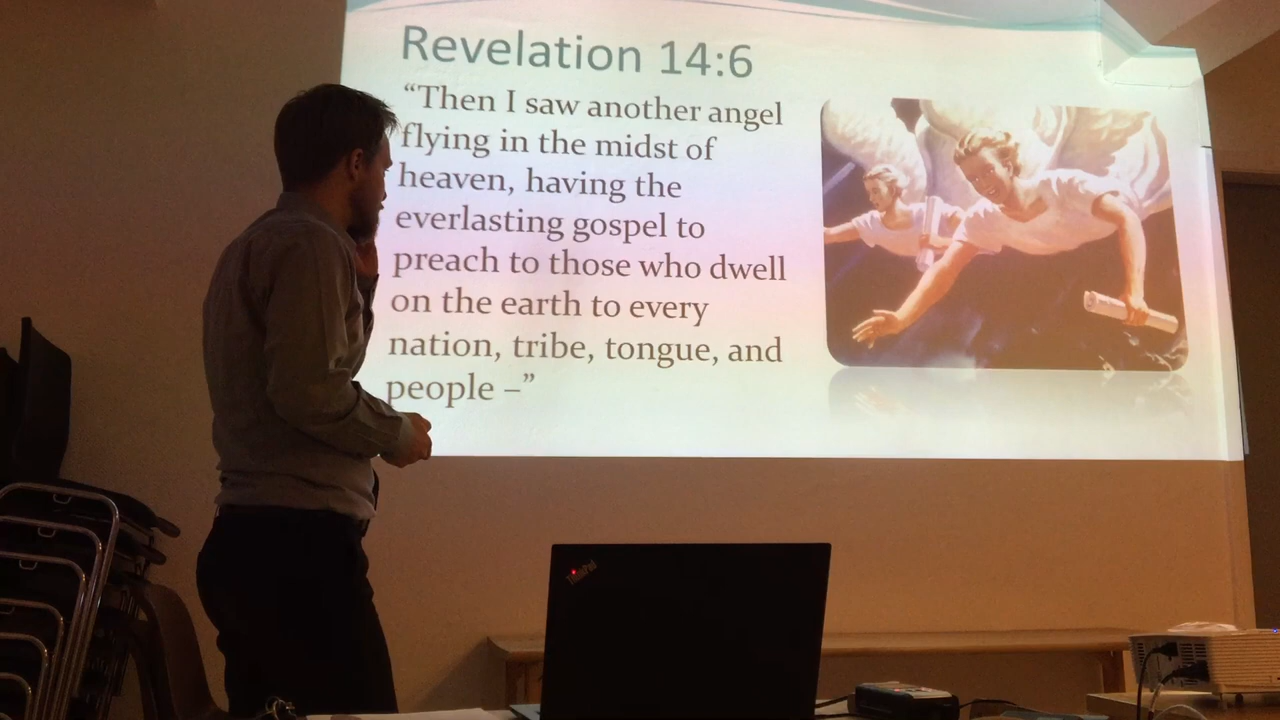 Revelation 14:6
“Then I saw another angel
flying in the midst of
heaven, having the
everlasting gospel to
preach to those who dwell
on the earth to every
nation, tribe, tongue, and
people –”
ThinkPad